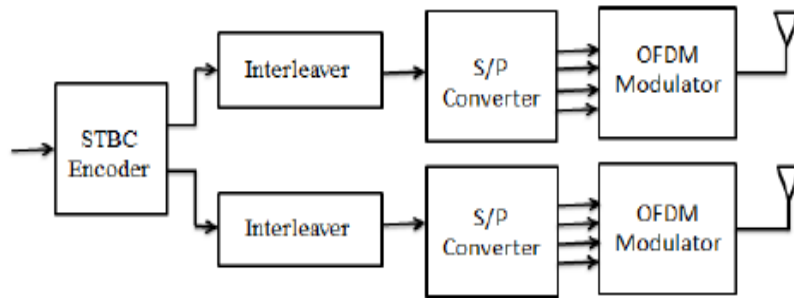 STBC
Encoder
Interleaver
S/P
Converter
OFDM
Modulator
Interleaver
S/P
Converter
OFDM
Modulator